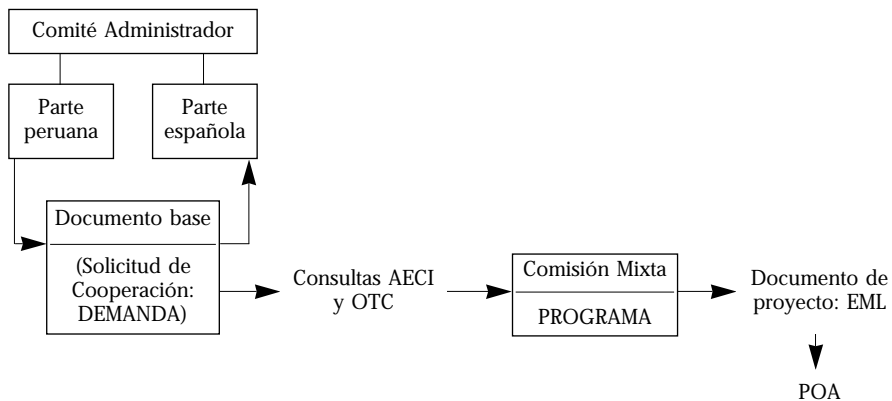 Comité Administrador
Parte
peruana
Parte
española
Documento base
(Solicitud de
Cooperación:
DEMANDA)
Consultas AECI
y OTC
Comisión Mixta
PROGRAMA
Documento de
proyecto: EML
POA